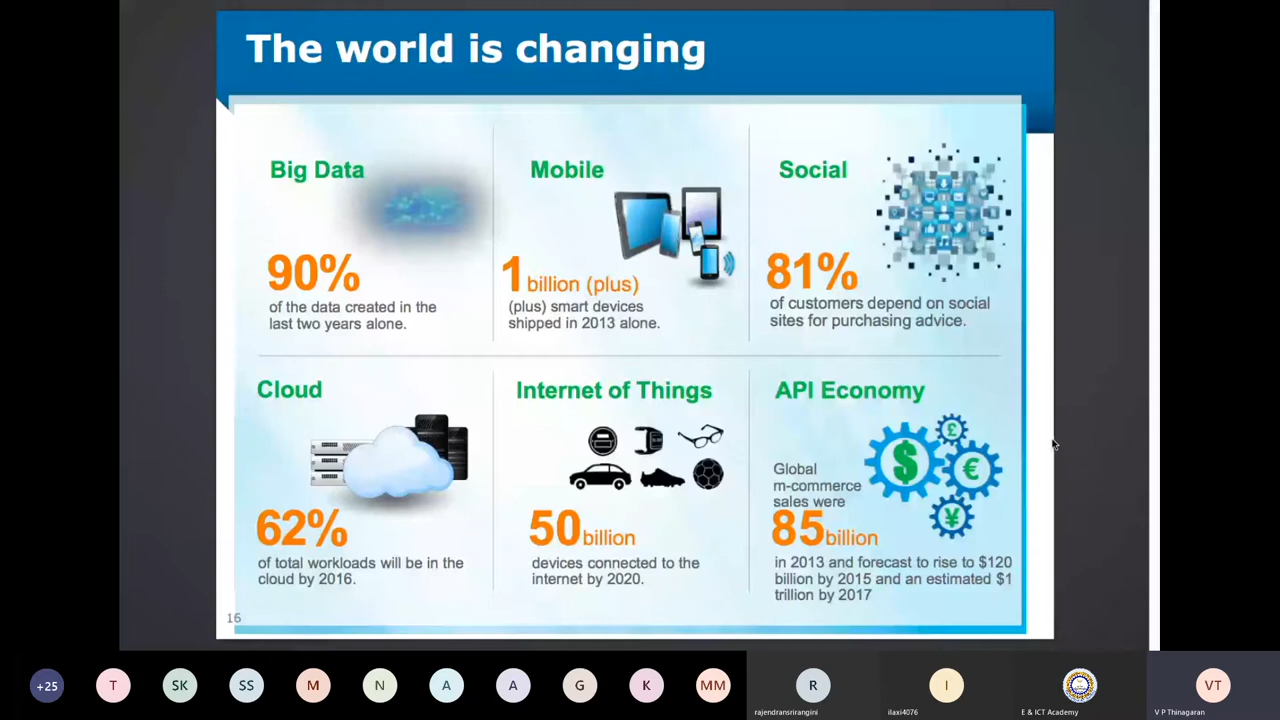 The world is changing
Big Data
90%
of the data created in the
last two years alone.
Mobile
1 billion (plus)
(plus) smart devices
shipped in 2013 alone.
Social
81%
of customers depend on social
sites for purchasing advice.
Cloud
62%
of total workloads will be in the
cloud by 2016.
Internet of Things
50 billion
devices connected to the
internet by 2020.
API Economy
$
£
€
¥
Global
m-commerce
sales were
85 billion
in 2013 and forecast to rise to $120
billion by 2015 and an estimated $1
trillion by 2017
16
+25
T
SK
SS
M
N
A
A
G
K
MM
R
rajendransrirangini
I
ilaxi4076
E & ICT Academy
VT
V P Thinagaran